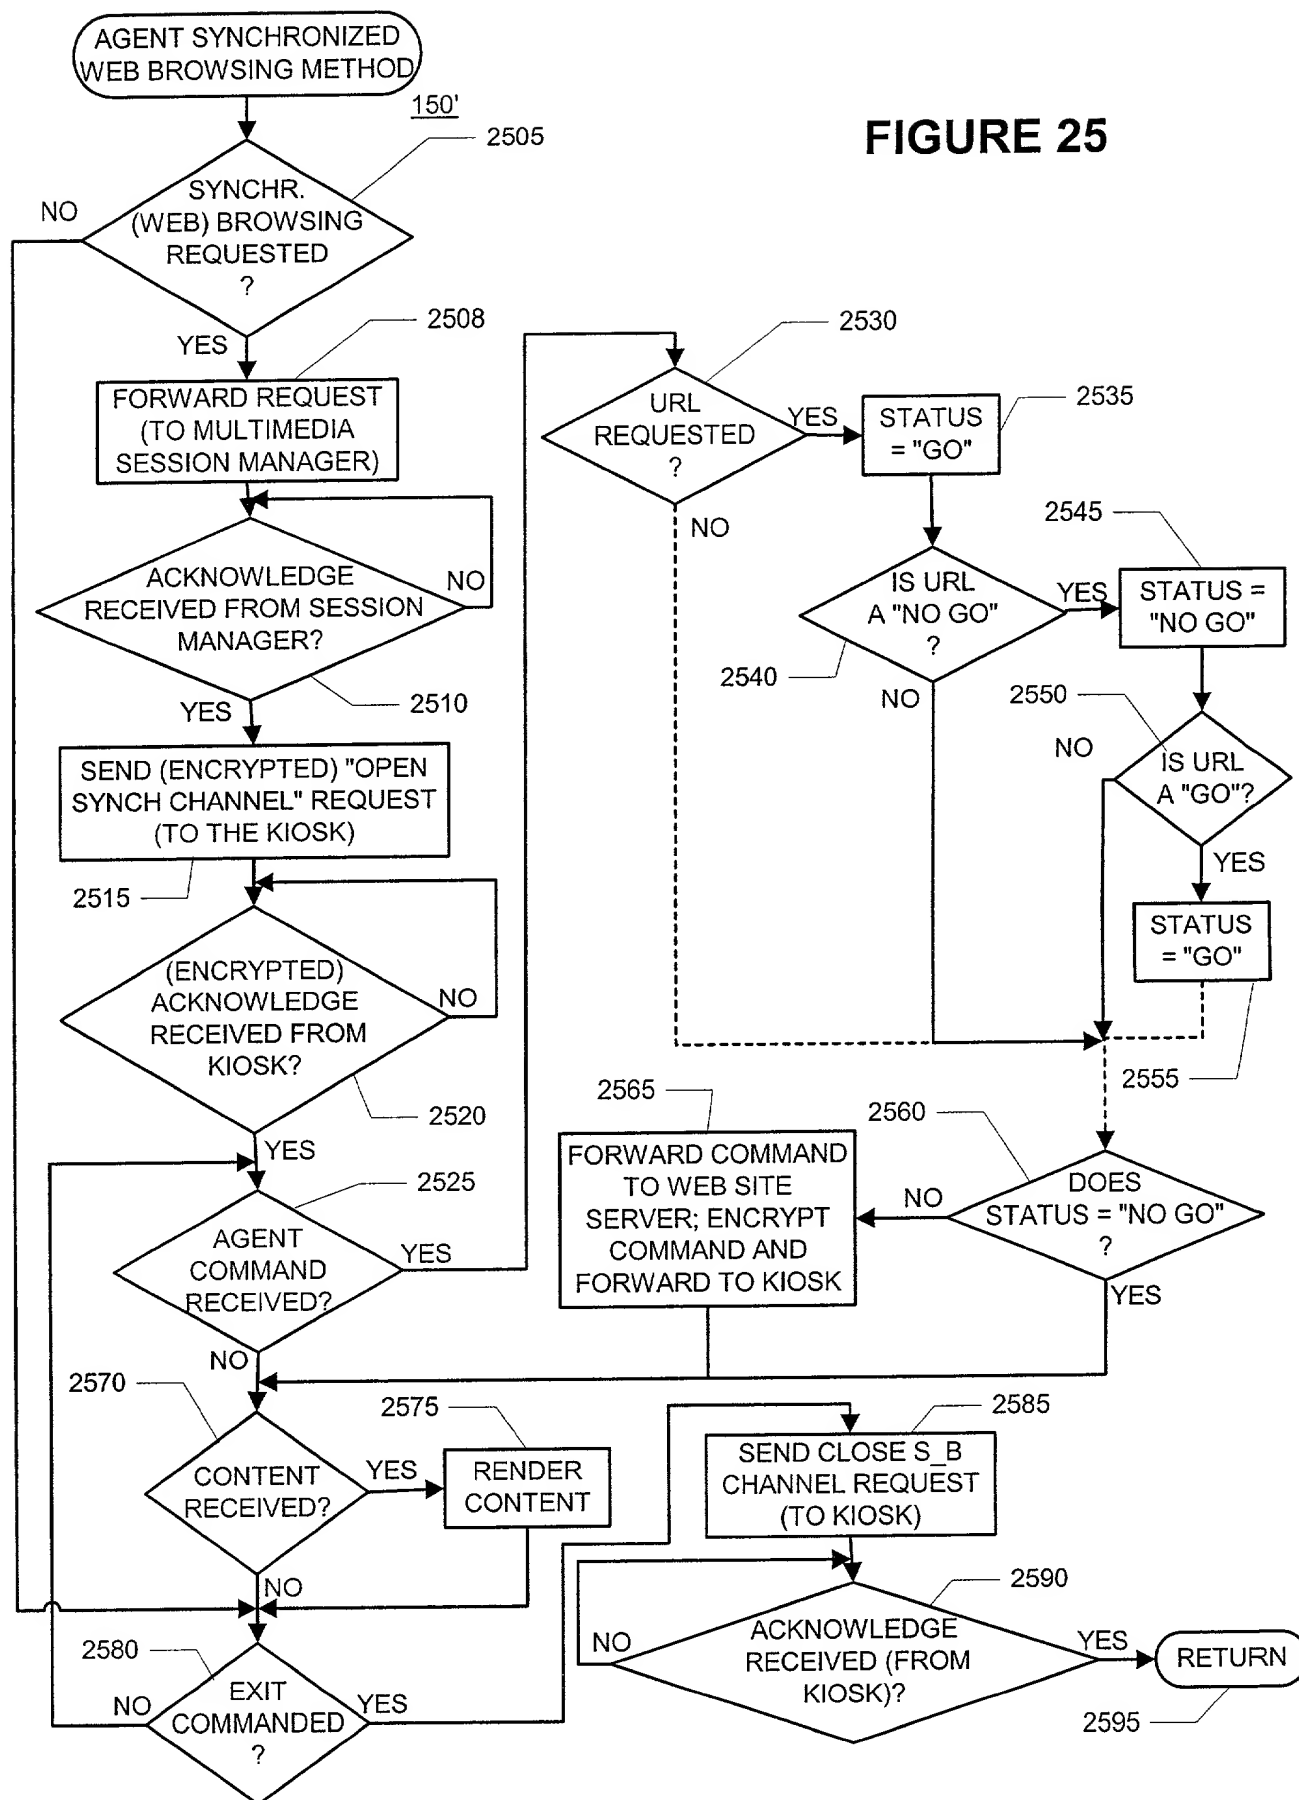 AGENT SYNCHRONIZED
WEB BROWSING METHOD
150'
FIGURE 25
2505
SYNCHR.
(WEB) BROWSING
REQUESTED
?
NO
YES
2508
FORWARD REQUEST
(TO MULTIMEDIA
SESSION MANAGER)
ACKNOWLEDGE
RECEIVED FROM SESSION
MANAGER?
NO
YES
2510
SEND (ENCRYPTED) "OPEN
SYNCH CHANNEL" REQUEST
(TO THE KIOSK)
2515
(ENCRYPTED)
ACKNOWLEDGE
RECEIVED FROM
KIOSK?
NO
2520
YES
2525
AGENT
COMMAND
RECEIVED?
YES
NO
2530
URL
REQUESTED
?
YES
NO
STATUS
= "GO"
2535
IS URL
A "NO GO"
?
YES
2540
NO
2545
STATUS =
"NO GO"
2550
IS URL
A "GO"?
NO
YES
STATUS
= "GO"
2555
2560
DOES
STATUS = "NO GO"
?
NO
YES
2565
FORWARD COMMAND
TO WEB SITE
SERVER; ENCRYPT
COMMAND AND
FORWARD TO KIOSK
2570
CONTENT
RECEIVED?
YES
NO
2575
RENDER
CONTENT
2580
EXIT
COMMANDED
?
NO
YES
2585
SEND CLOSE S_B
CHANNEL REQUEST
(TO KIOSK)
2590
ACKNOWLEDGE
RECEIVED (FROM
KIOSK)?
NO
YES
RETURN
2595